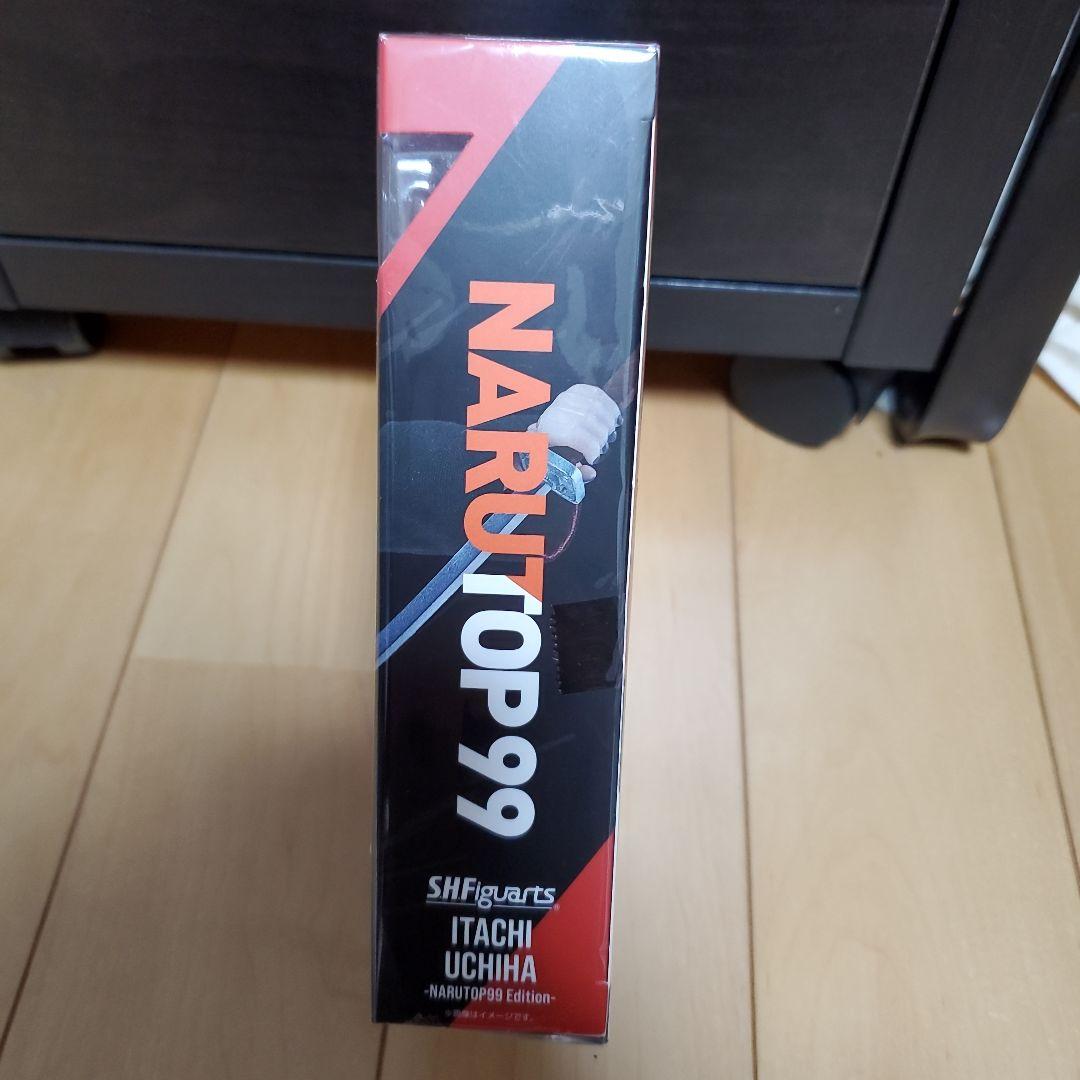 NARUTOP99
S.H.Figuarts
ITACHI
UCHIHA
-NARUTOP99 Edition-
※画像はイメージです。